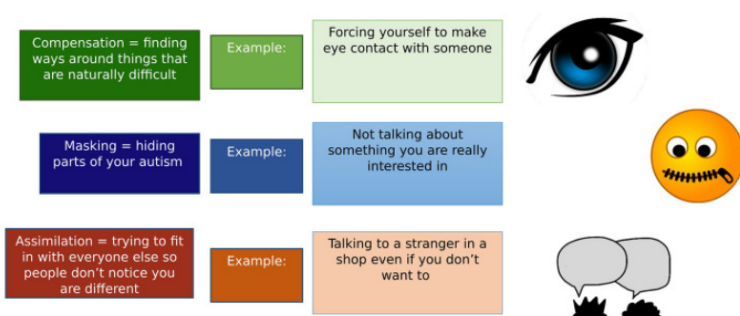 Compensation = finding
ways around things that
are naturally difficult
Example:
Forcing yourself to make
eye contact with someone
Masking = hiding
parts of your autism
Example:
Not talking about
something you are really
interested in
Assimilation = trying to fit
in with everyone else so
people don’t notice you
are different
Example:
Talking to a stranger in a
shop even if you don’t
want to